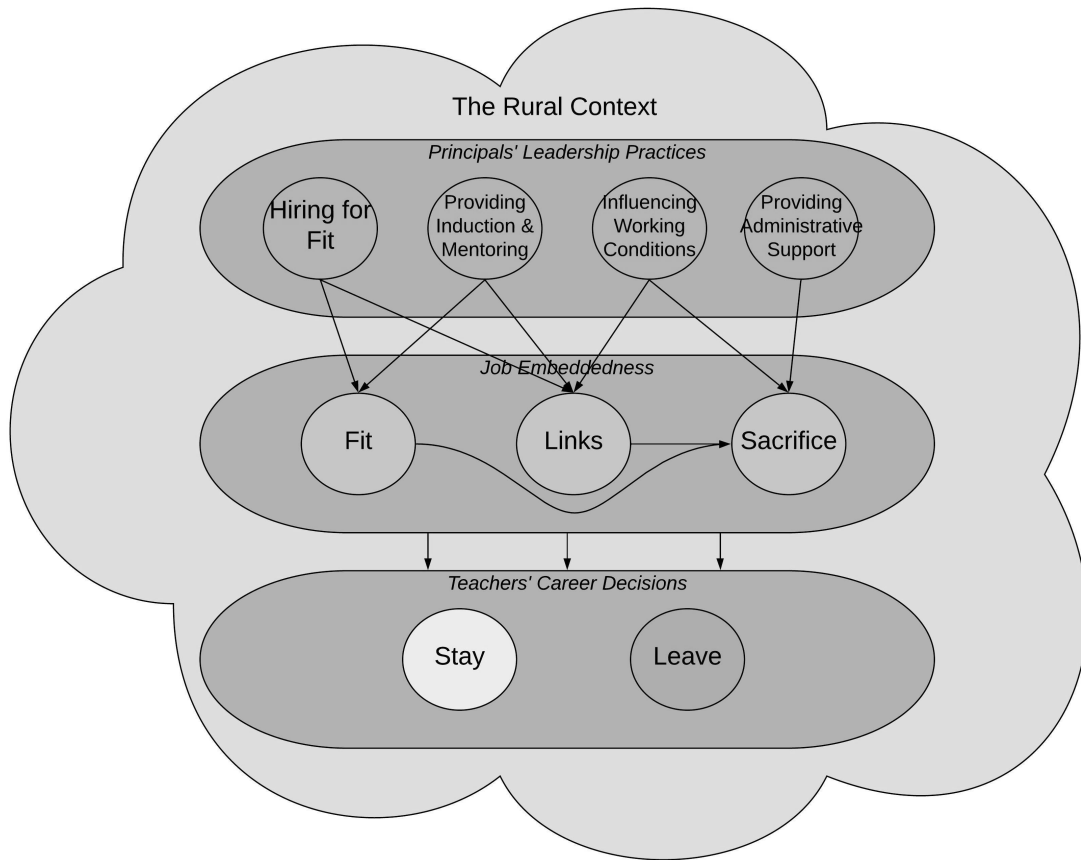 The Rural Context
Principals' Leadership Practices
Hiring for
Fit
Providing
Induction &
Mentoring
Influencing
Working
Conditions
Providing
Administrative
Support
Job Embeddedness
Fit
Links
Sacrifice
Teachers' Career Decisions
Stay
Leave